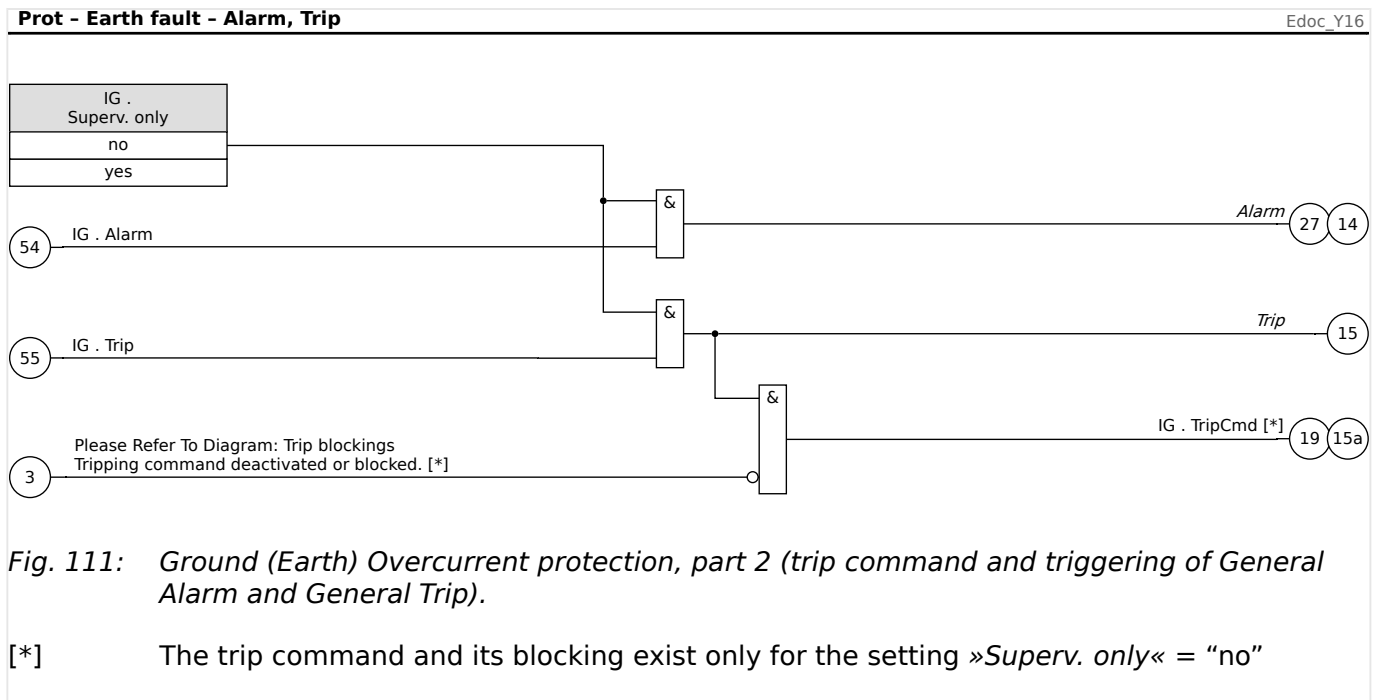 Prot – Earth fault – Alarm, Trip
Edoc_Y16
IG .
Superv. only
no
yes
&
Alarm
27
14
54
IG . Alarm
&
Trip
15
55
IG . Trip
&
IG . TripCmd [*]
19
15a
Please Refer To Diagram: Trip blockings
Tripping command deactivated or blocked. [*]
3
Fig. 111: Ground (Earth) Overcurrent protection, part 2 (trip command and triggering of General
Alarm and General Trip).
[*] The trip command and its blocking exist only for the setting »Superv. only« = “no”